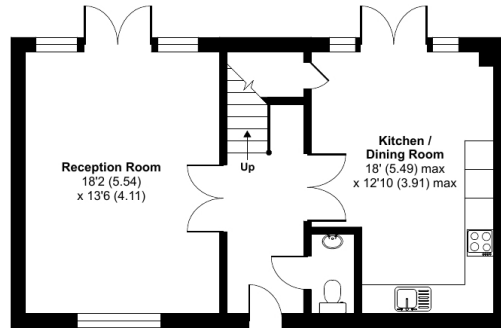 Reception Room
18'2 (5.54)
x 13'6 (4.11)
Up
Kitchen /
Dining Room
18' (5.49) max
x 12'10 (3.91) max